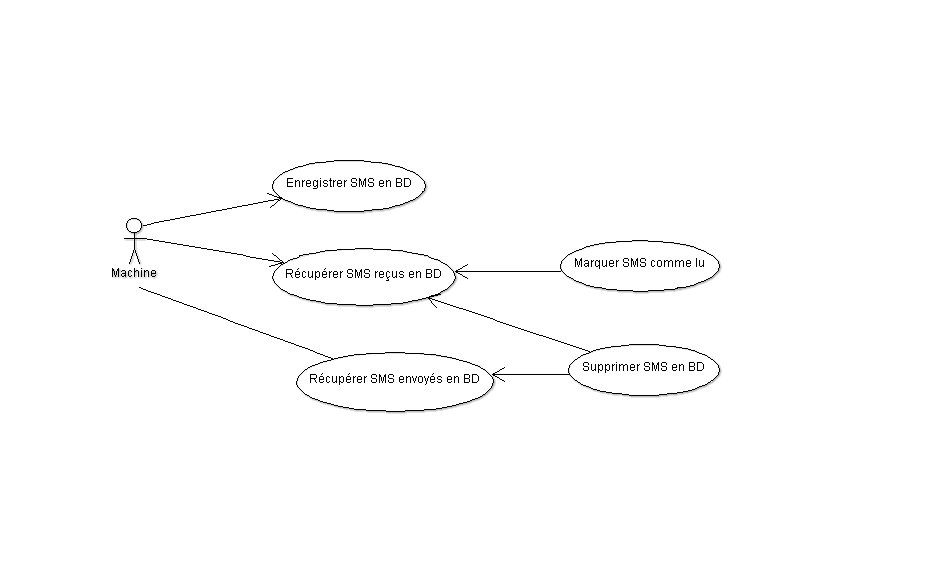 Enregistrer SMS en BD
Machine
Récupérer SMS reçus en BD
Marquer SMS comme lu
Récupérer SMS envoyés en BD
Supprimer SMS en BD